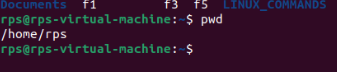 Documents f1 f3 f5 LINUX_COMMANDS
rps@rps-virtual-machine:~$ pwd
/home/rps
rps@rps-virtual-machine:~$